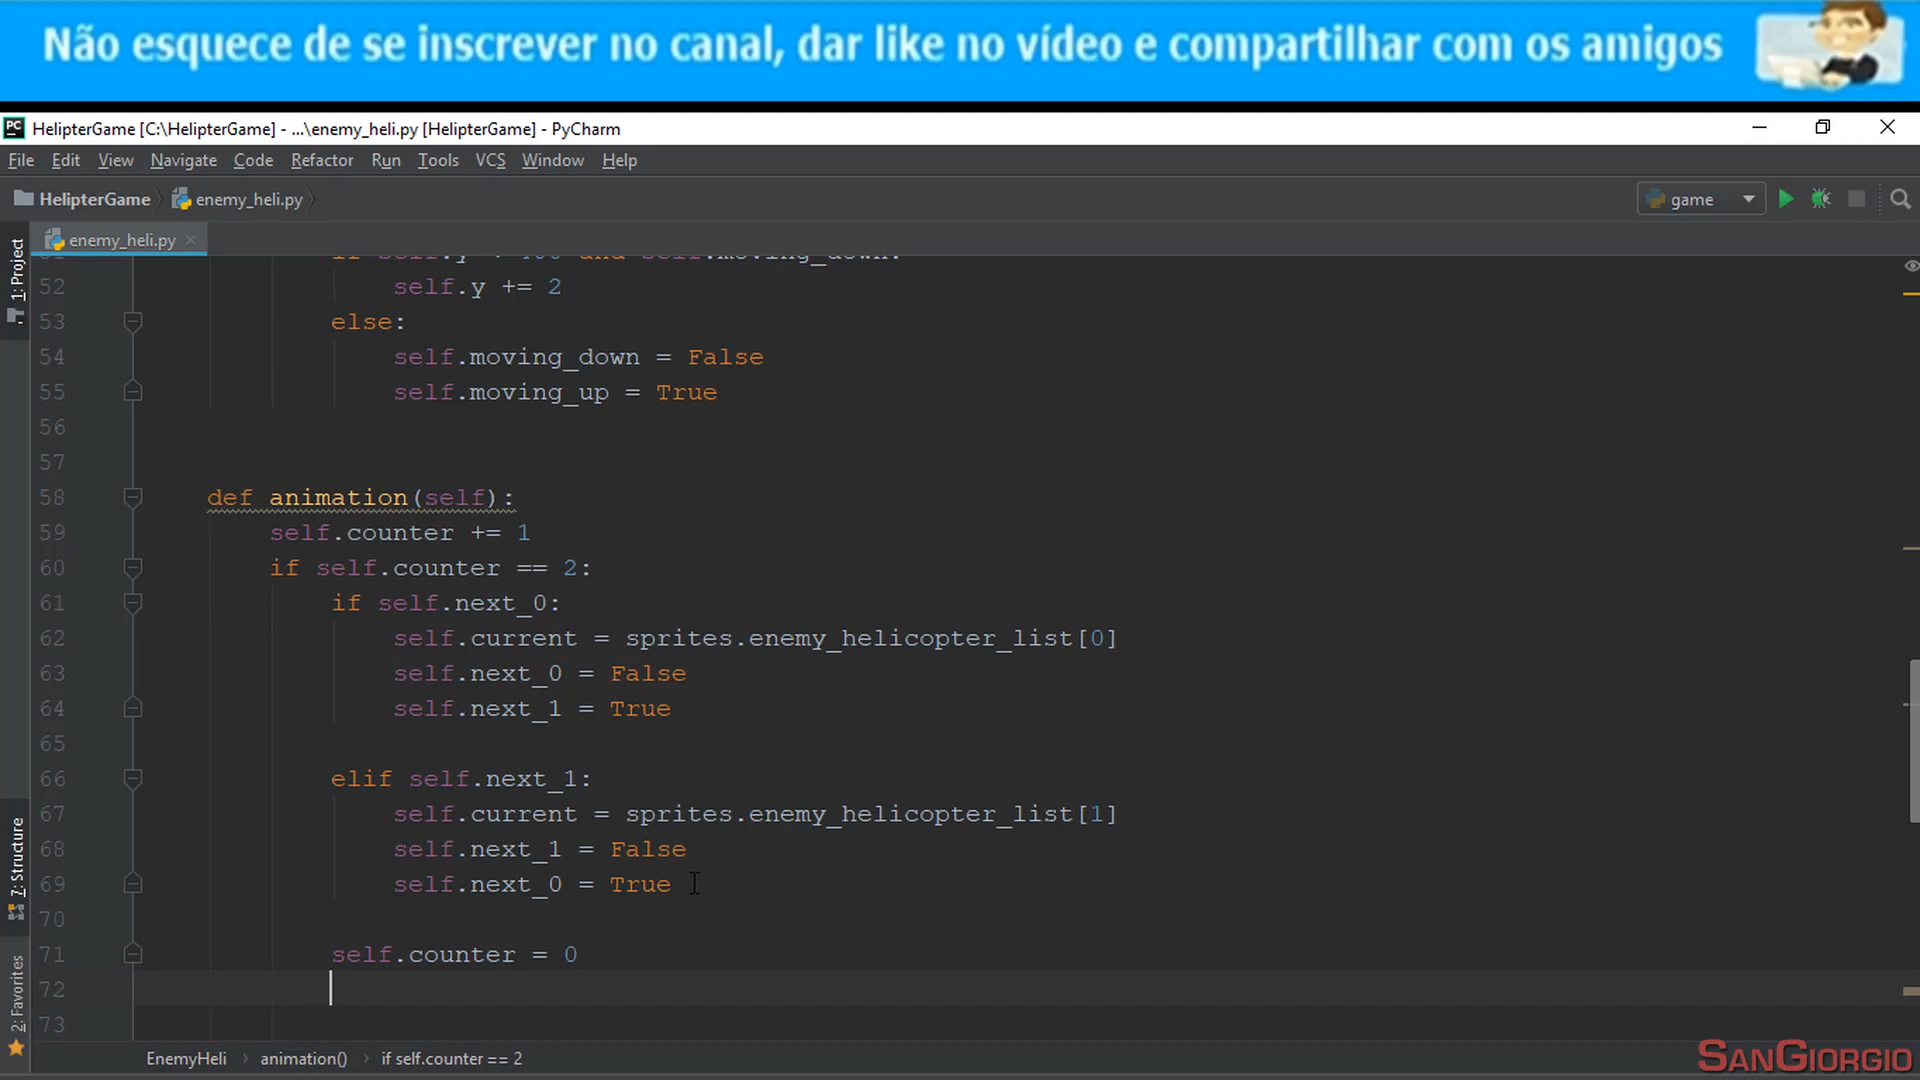 Não esquece de se inscrever no canal, dar like no vídeo e compartilhar com os amigos
HelipterGame [C:\HelipterGame] - ...\enemy_heli.py [HelipterGame] - PyCharm
File Edit View Navigate Code Refactor Run Tools VCS Window Help
HelipterGame enemy_heli.py game
enemy_heli.py
1: Project
7: Structure
2: Favorites
52 self.y += 2
53 else:
54 self.moving_down = False
55 self.moving_up = True
56
57
58 def animation(self):
59 self.counter += 1
60 if self.counter == 2:
61 if self.next_0:
62 self.current = sprites.enemy_helicopter_list[0]
63 self.next_0 = False
64 self.next_1 = True
65
66 elif self.next_1:
67 self.current = sprites.enemy_helicopter_list[1]
68 self.next_1 = False
69 self.next_0 = True
70
71 self.counter = 0
72
73
EnemyHeli › animation() › if self.counter == 2
SANGIORGIO